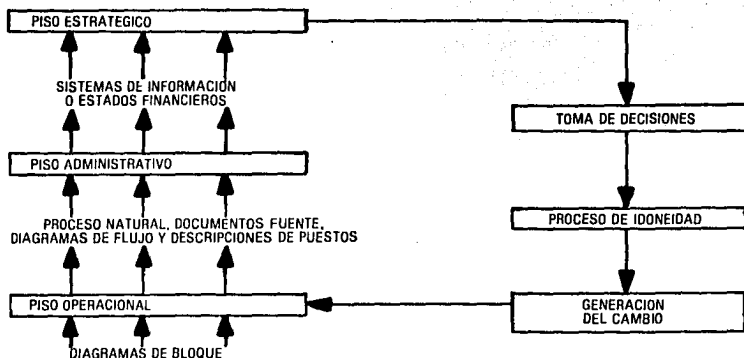 PISO ESTRATEGICO
SISTEMAS DE INFORMACION
O ESTADOS FINANCIEROS
TOMA DE DECISIONES
PISO ADMINISTRATIVO
PROCESO NATURAL, DOCUMENTOS FUENTE,
DIAGRAMAS DE FLUJO Y DESCRIPCIONES DE PUESTOS
PROCESO DE IDONEIDAD
PISO OPERACIONAL
GENERACION
DEL CAMBIO
DIAGRAMAS DE BLOQUE